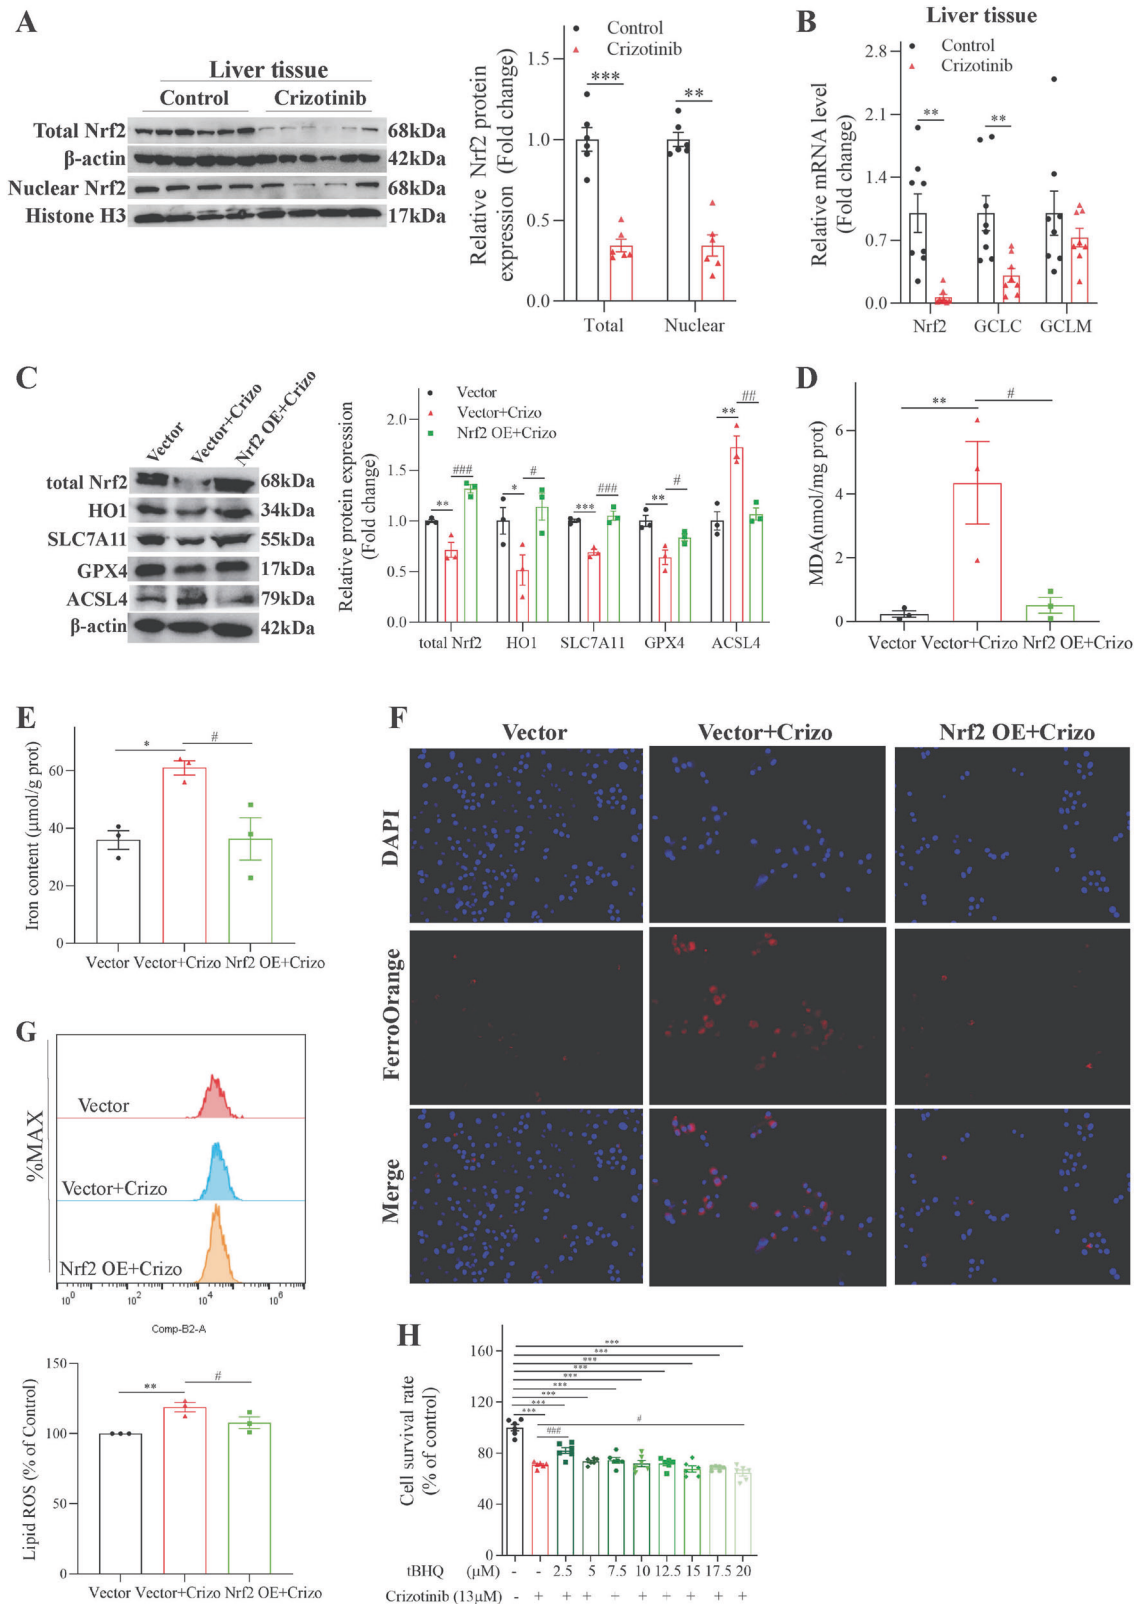 A
Liver tissue
Control Crizotinib
Total Nrf2 68kDa
β-actin 42kDa
Nuclear Nrf2 68kDa
Histone H3 17kDa
Relative Nrf2 protein
expression (Fold change)
Control
Crizotinib
1.5
1.0
0.5
0.0
*** **
Total Nuclear
B
Liver tissue
Relative mRNA level
(Fold change)
Control
Crizotinib
2.8
2.1
1.4
0.7
0.0
** **
Nrf2 GCLC GCLM
C
Vector Vector+Crizo Nrf2 OE+Crizo
total Nrf2 68kDa
HO1 34kDa
SLC7A11 55kDa
GPX4 17kDa
ACSL4 79kDa
β-actin 42kDa
Relative protein expression
(Fold change)
Vector
Vector+Crizo
Nrf2 OE+Crizo
2.0
1.5
1.0
0.5
0.0
** ### * # *** ### ** # ** ##
total Nrf2 HO1 SLC7A11 GPX4 ACSL4
D
MDA(nmol/mg prot)
6
4
2
0
** #
Vector Vector+Crizo Nrf2 OE+Crizo
E
Iron content (μmol/g prot)
60
40
20
0
* #
Vector Vector+Crizo Nrf2 OE+Crizo
F
Vector Vector+Crizo Nrf2 OE+Crizo
DAPI
FerroOrange
Merge
G
%MAX
Vector
Vector+Crizo
Nrf2 OE+Crizo
10⁰ 10² 10⁴ 10⁶
Comp-B2-A
Lipid ROS (% of Control)
150
100
50
0
** #
Vector Vector+Crizo Nrf2 OE+Crizo
H
Cell survival rate
(% of control)
160
120
80
40
0
***
***
***
***
***
***
***
***
***
#
###
tBHQ (μM) - - 2.5 5 7.5 10 12.5 15 17.5 20
Crizotinib (13μM) - + + + + + + + + +